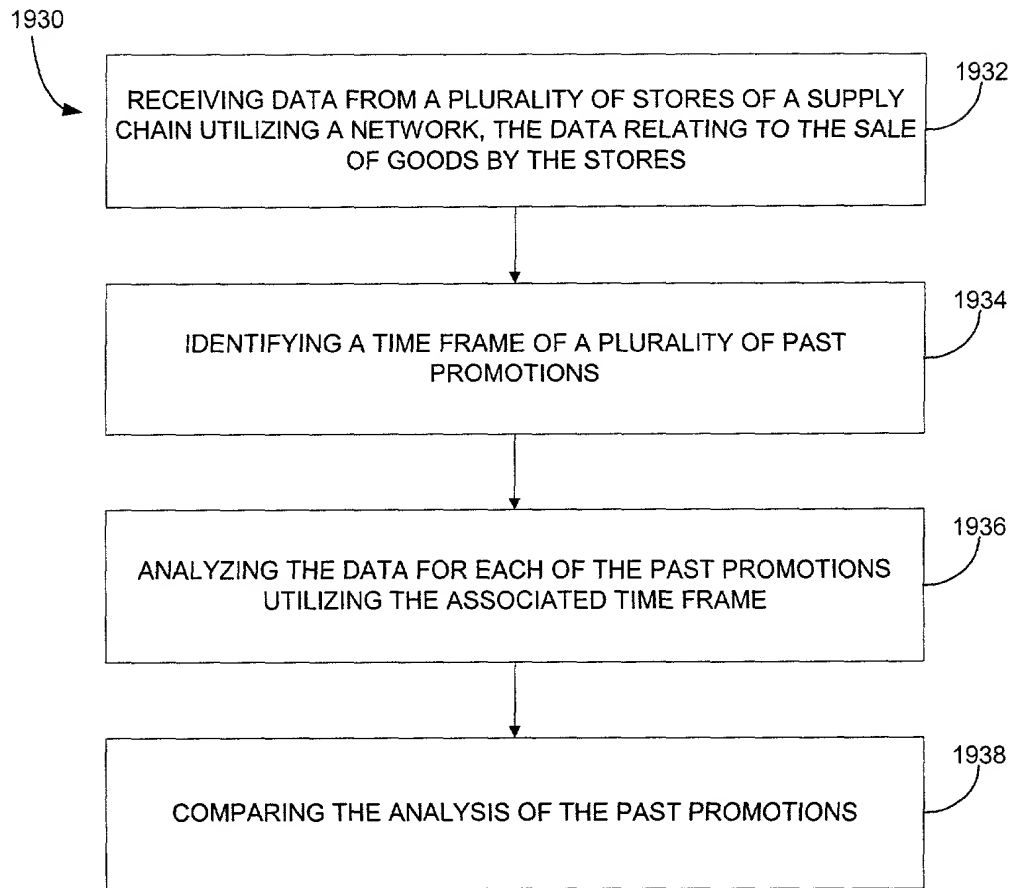 1930
1932
RECEIVING DATA FROM A PLURALITY OF STORES OF A SUPPLY
CHAIN UTILIZING A NETWORK, THE DATA RELATING TO THE SALE
OF GOODS BY THE STORES
1934
IDENTIFYING A TIME FRAME OF A PLURALITY OF PAST
PROMOTIONS
1936
ANALYZING THE DATA FOR EACH OF THE PAST PROMOTIONS
UTILIZING THE ASSOCIATED TIME FRAME
1938
COMPARING THE ANALYSIS OF THE PAST PROMOTIONS